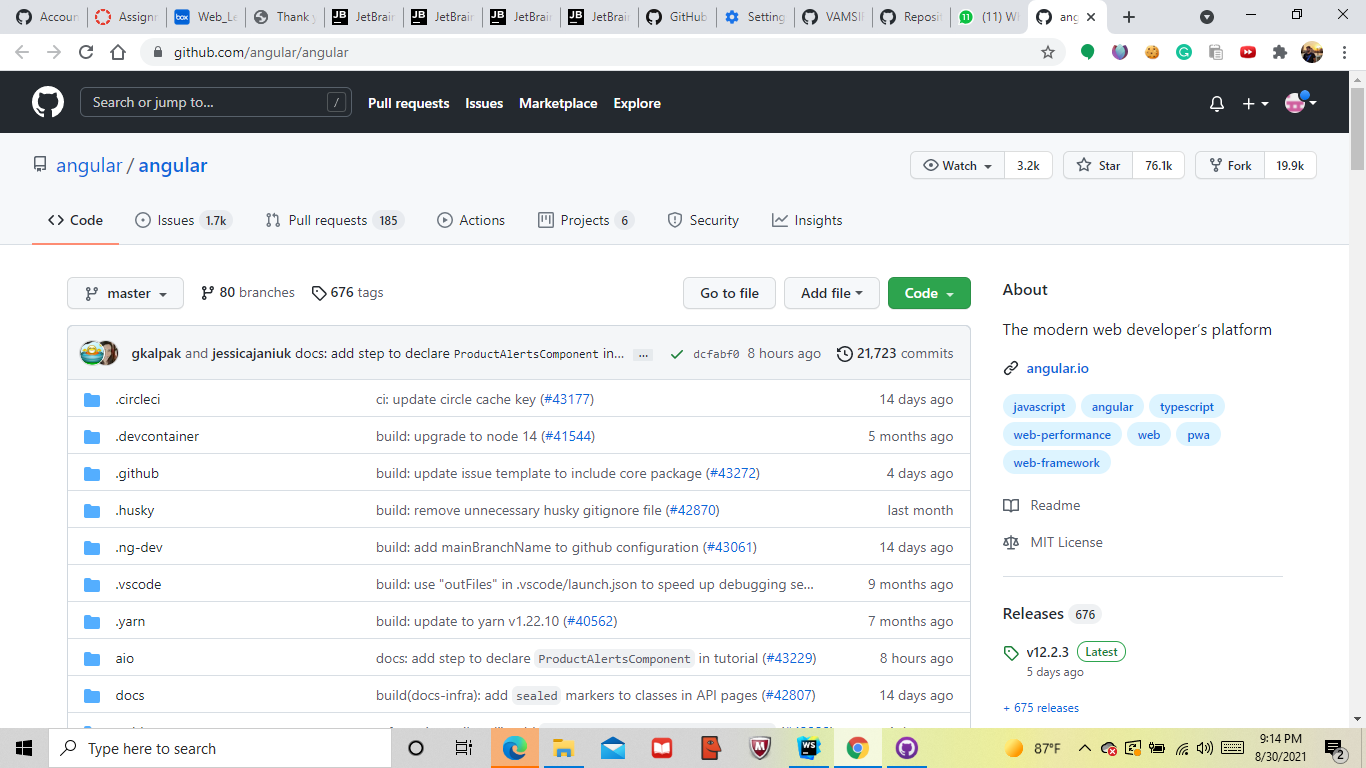 Accoun
Assignm
box Web_Le
Thank y
JB JetBrain
JB JetBrain
JB JetBrain
JB JetBrain
GitHub
Setting
VAMSI
Reposit
11 (11) W
ang
github.com/angular/angular
Search or jump to... /
Pull requests Issues Marketplace Explore
angular / angular
Watch 3.2k Star 76.1k Fork 19.9k
Code Issues 1.7k Pull requests 185 Actions Projects 6 Security Insights
master 80 branches 676 tags Go to file Add file Code
gkalpak and jessicajaniuk docs: add step to declare ProductAlertsComponent in... ... dcfabf0 8 hours ago 21,723 commits
.circleci ci: update circle cache key (#43177) 14 days ago
.devcontainer build: upgrade to node 14 (#41544) 5 months ago
.github build: update issue template to include core package (#43272) 4 days ago
.husky build: remove unnecessary husky gitignore file (#42870) last month
.ng-dev build: add mainBranchName to github configuration (#43061) 14 days ago
.vscode build: use "outFiles" in .vscode/launch.json to speed up debugging se... 9 months ago
.yarn build: update to yarn v1.22.10 (#40562) 7 months ago
aio docs: add step to declare ProductAlertsComponent in tutorial (#43229) 8 hours ago
docs build(docs-infra): add sealed markers to classes in API pages (#42807) 14 days ago
About
The modern web developer's platform
angular.io
javascript angular typescript
web-performance web pwa
web-framework
Readme
MIT License
Releases 676
v12.2.3 Latest
5 days ago
+ 675 releases
Type here to search
WS
87°F
9:14 PM
8/30/2021
2